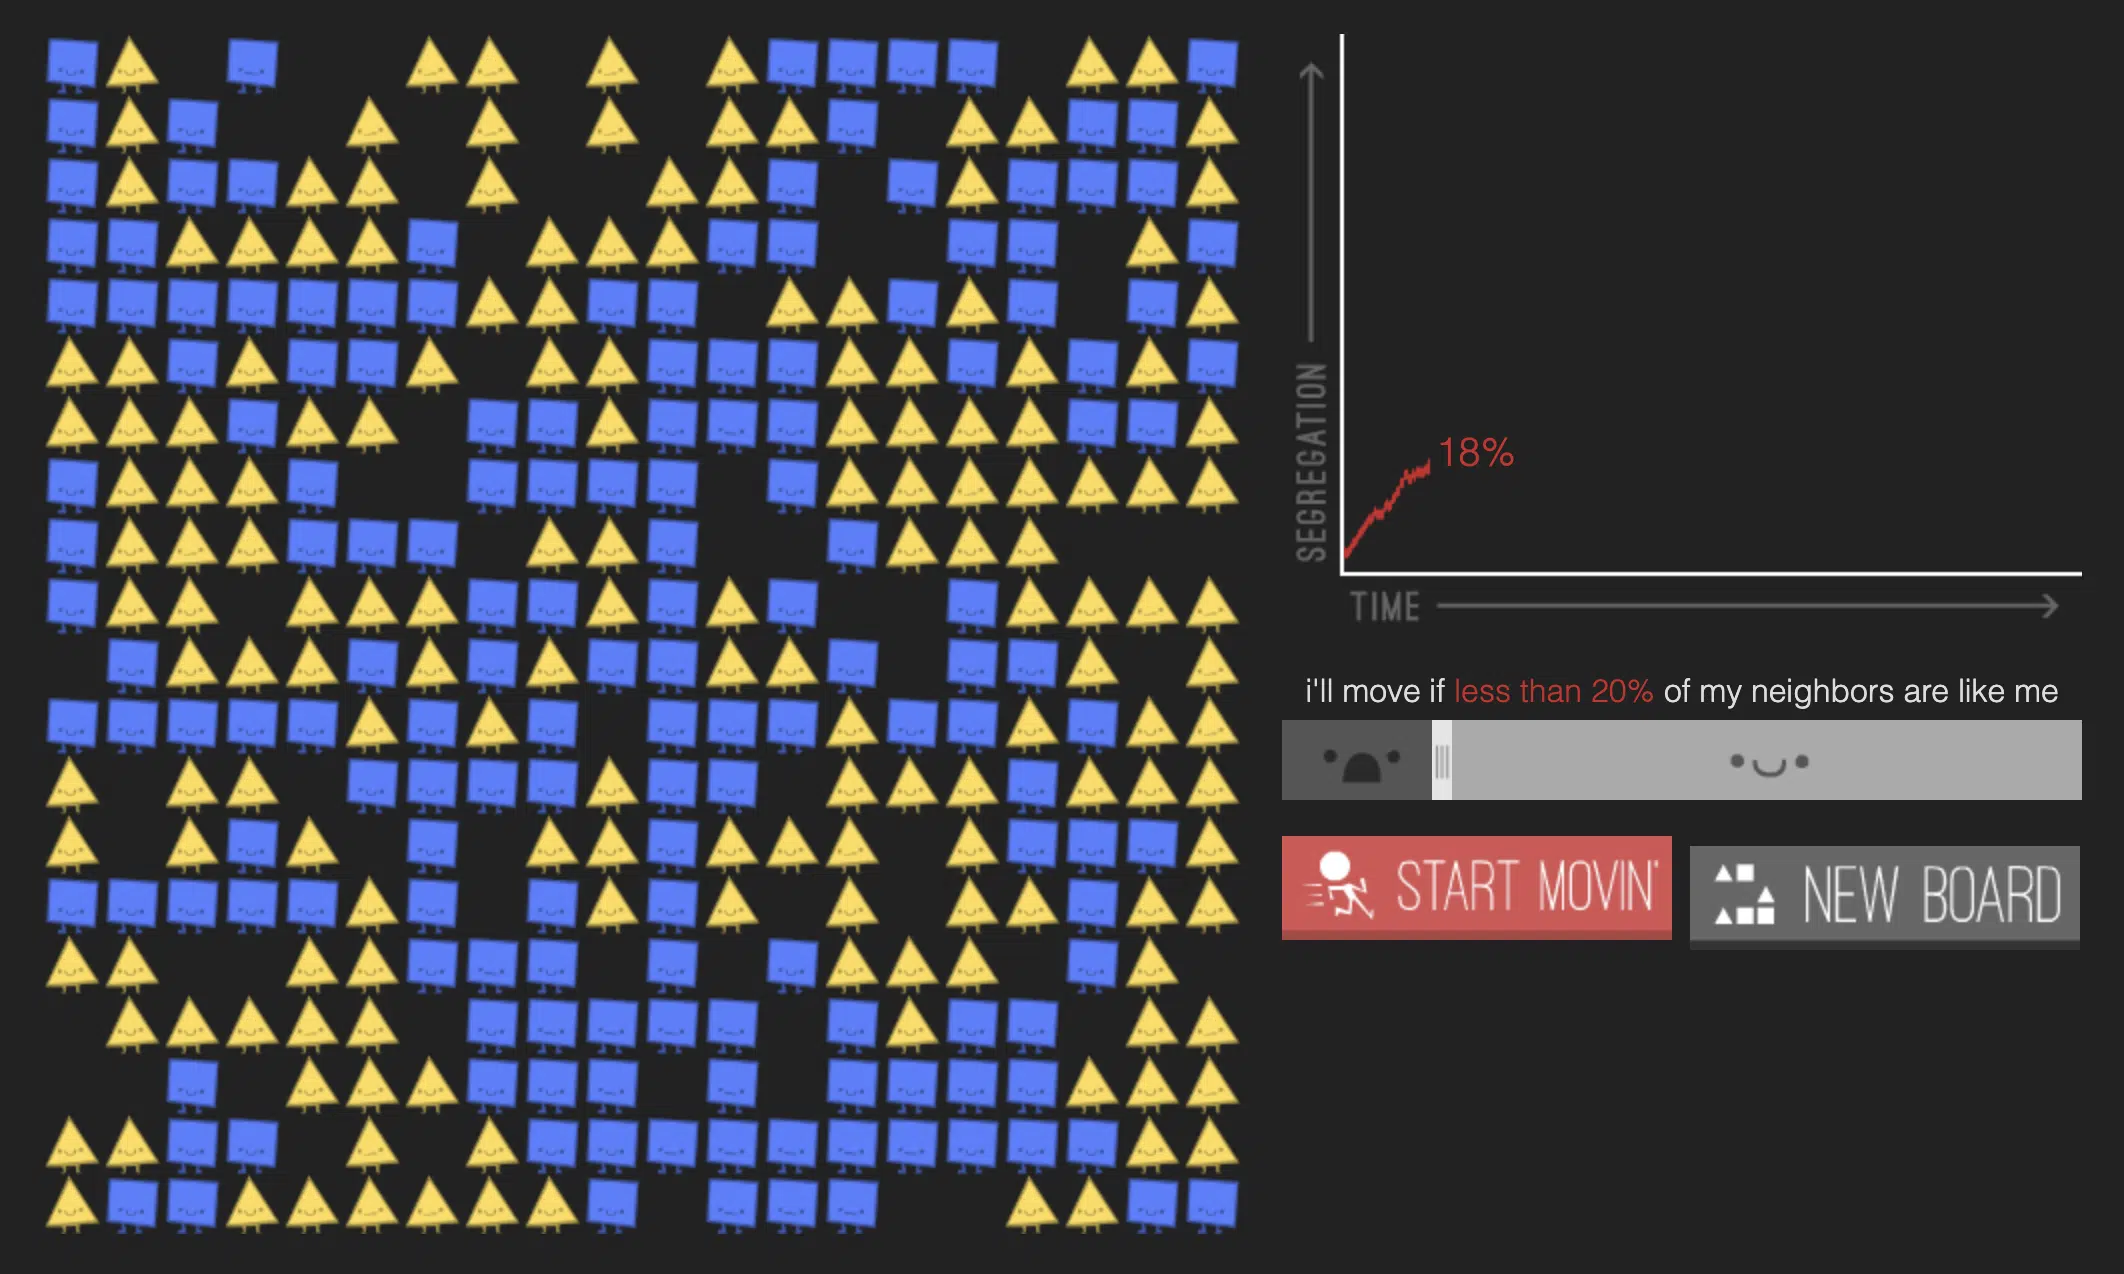 SEGREGATION
18%
TIME
i'll move if less than 20% of my neighbors are like me
START MOVIN'
NEW BOARD